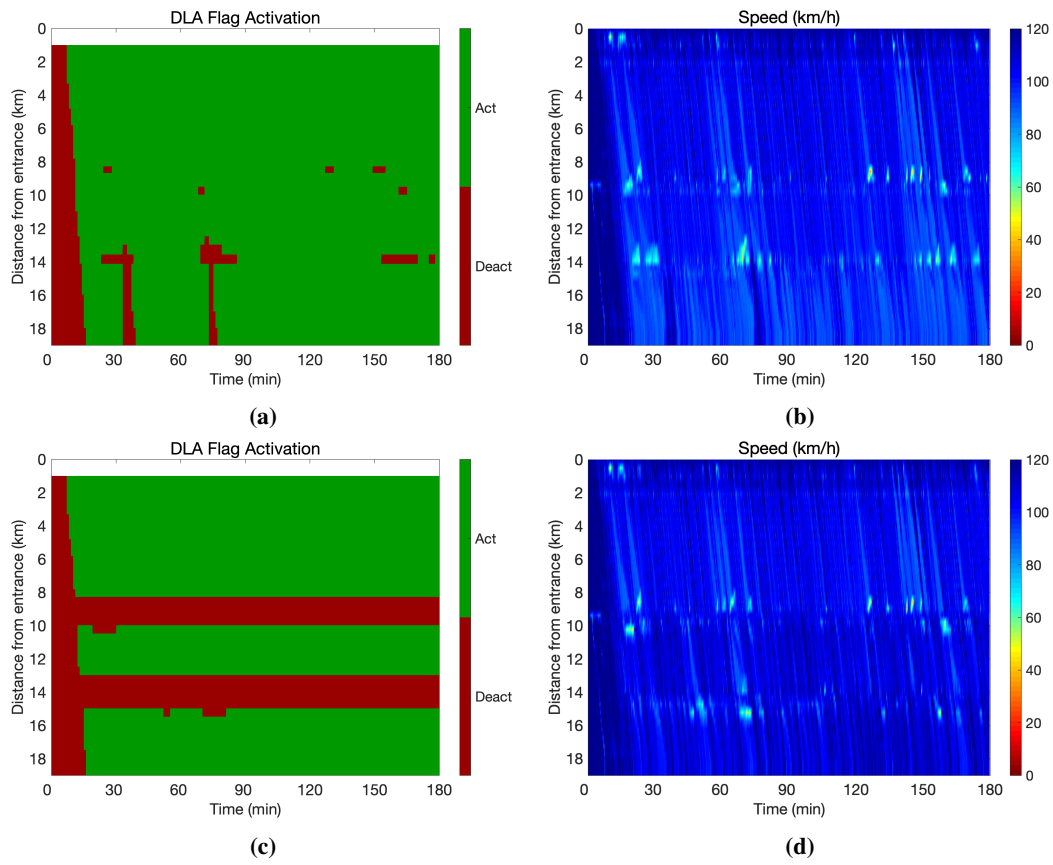 DLA Flag Activation
0
2
4
6
8
10
12
14
16
18
Distance from entrance (km)
0 30 60 90 120 150 180
Time (min)
Act
Deact
(a)
Speed (km/h)
0
2
4
6
8
10
12
14
16
18
Distance from entrance (km)
0 30 60 90 120 150 180
Time (min)
120
100
80
60
40
20
0
(b)
DLA Flag Activation
0
2
4
6
8
10
12
14
16
18
Distance from entrance (km)
0 30 60 90 120 150 180
Time (min)
Act
Deact
(c)
Speed (km/h)
0
2
4
6
8
10
12
14
16
18
Distance from entrance (km)
0 30 60 90 120 150 180
Time (min)
120
100
80
60
40
20
0
(d)